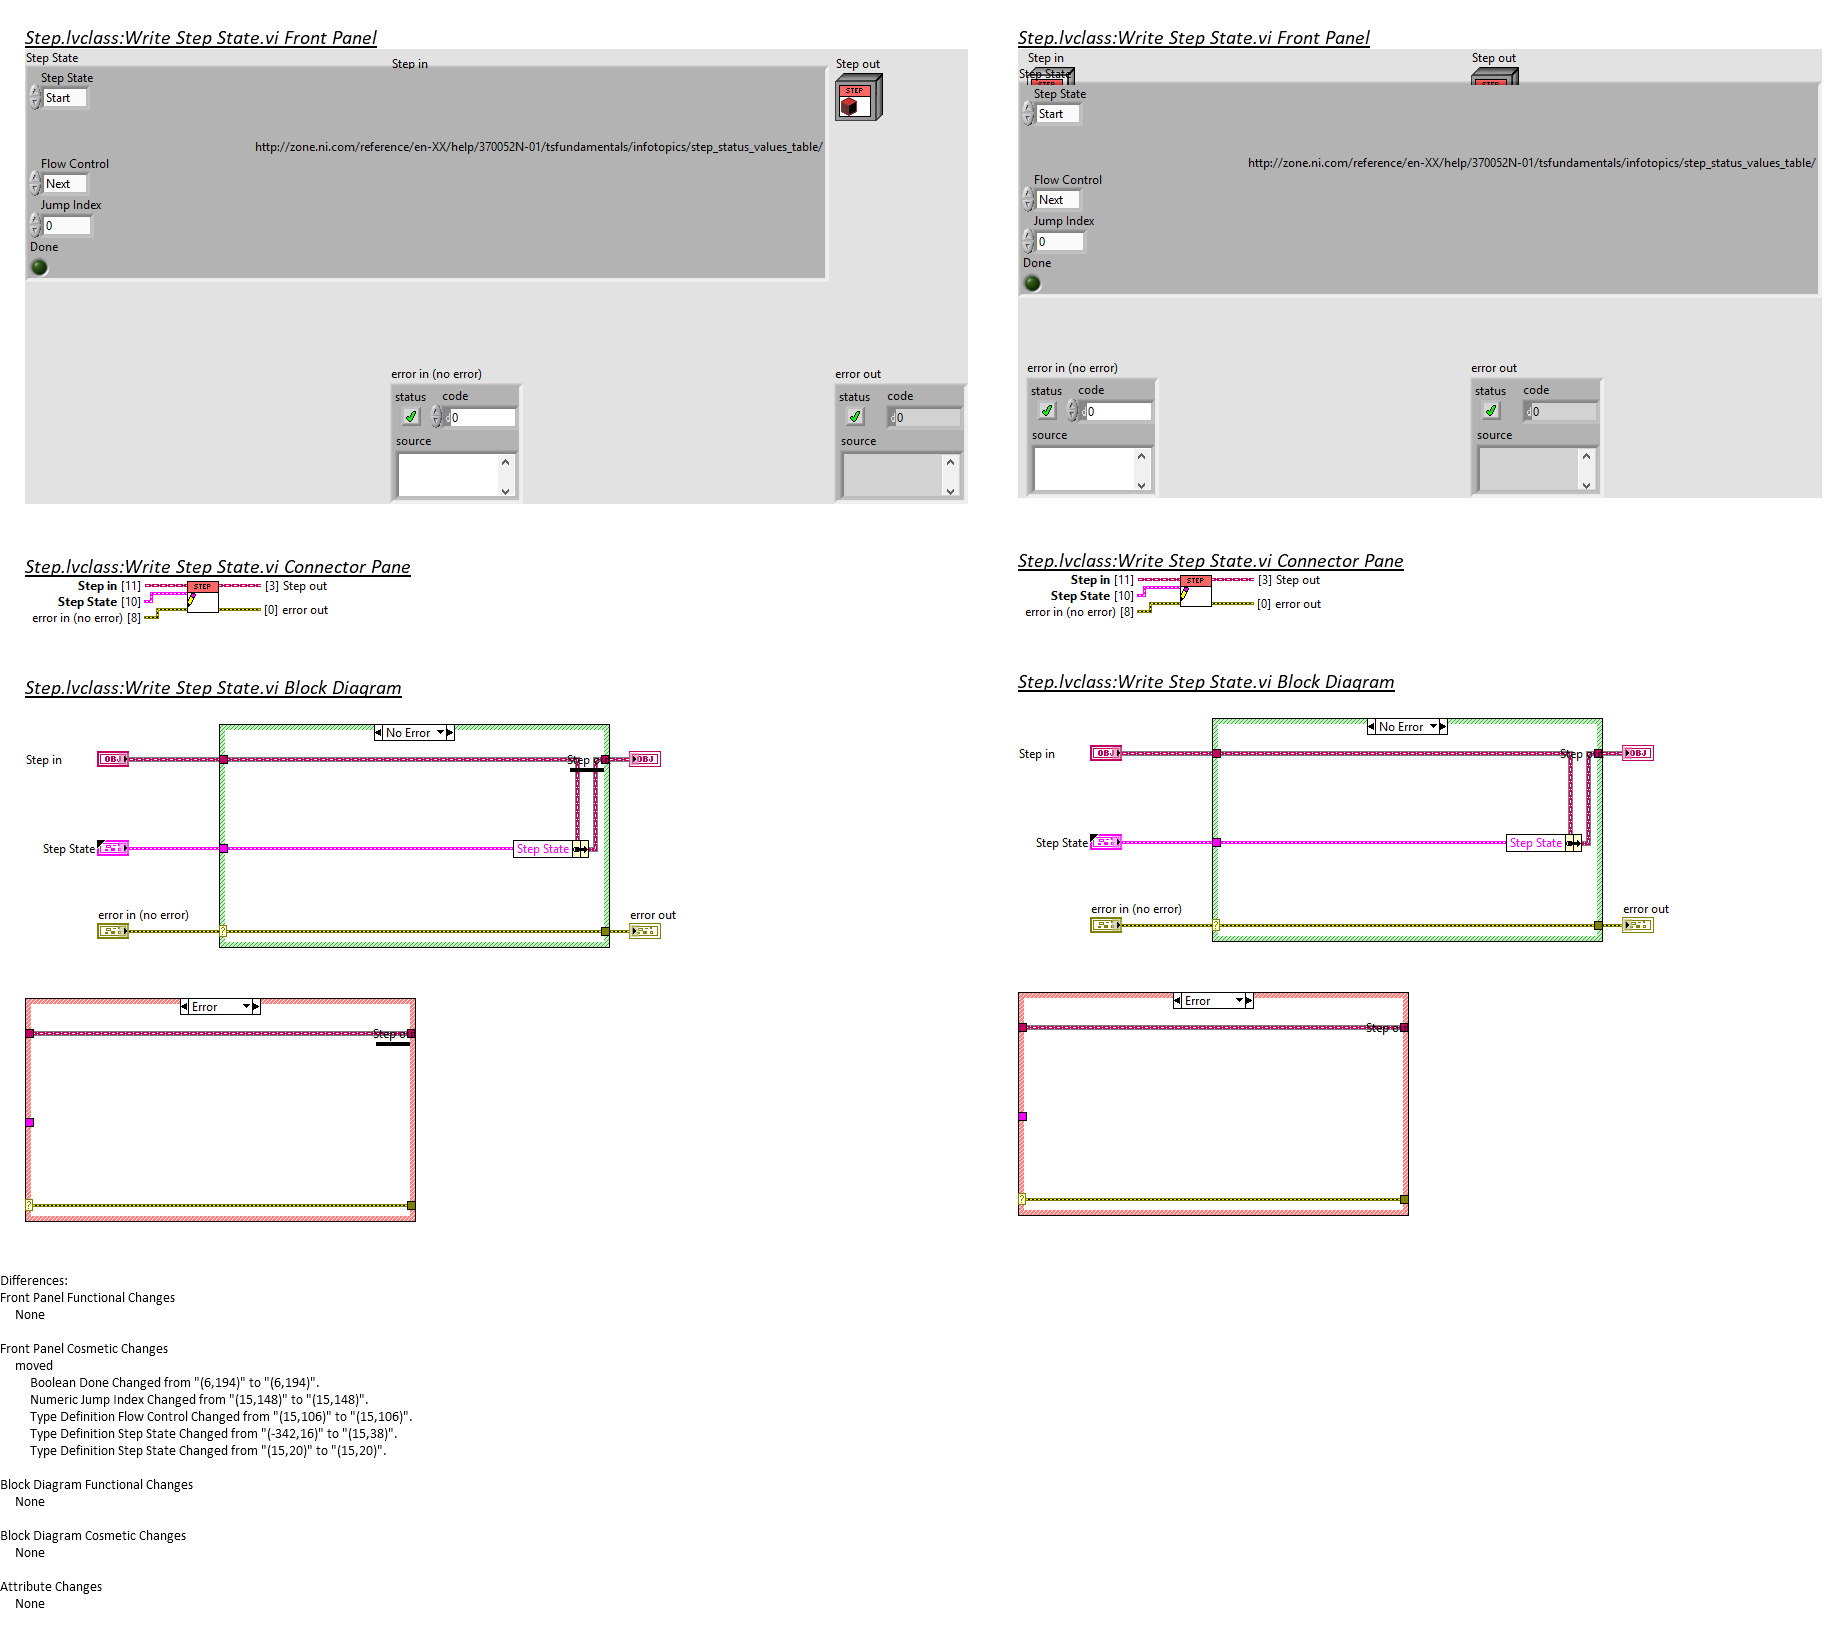 Step.lvclass:Write Step State.vi Front Panel
Step State
Step in
Step out
Step State
Start
STEP
http://zone.ni.com/reference/en-XX/help/370052N-01/tsfundamentals/infotopics/step_status_values_table/
Flow Control
Next
Jump Index
0
Done
error in (no error)
status code
d 0
source
error out
status code
d 0
source
Step.lvclass:Write Step State.vi Connector Pane
Step in [11]
Step State [10]
error in (no error) [8]
STEP
[3] Step out
[0] error out
Step.lvclass:Write Step State.vi Block Diagram
No Error
Step in
OBJ
Step
OBJ
Step State
Step State
error in (no error)
?
error out
Error
Step out
?
Step.lvclass:Write Step State.vi Front Panel
Step in
Step out
Step State
STEP
STEP
Step State
Start
http://zone.ni.com/reference/en-XX/help/370052N-01/tsfundamentals/infotopics/step_status_values_table/
Flow Control
Next
Jump Index
0
Done
error in (no error)
status code
d 0
source
error out
status code
d 0
source
Step.lvclass:Write Step State.vi Connector Pane
Step in [11]
Step State [10]
error in (no error) [8]
STEP
[3] Step out
[0] error out
Step.lvclass:Write Step State.vi Block Diagram
No Error
Step in
OBJ
Step
OBJ
Step State
Step State
error in (no error)
?
error out
Error
Step out
?
Differences:
Front Panel Functional Changes
None
Front Panel Cosmetic Changes
moved
Boolean Done Changed from "(6,194)" to "(6,194)".
Numeric Jump Index Changed from "(15,148)" to "(15,148)".
Type Definition Flow Control Changed from "(15,106)" to "(15,106)".
Type Definition Step State Changed from "(-342,16)" to "(15,38)".
Type Definition Step State Changed from "(15,20)" to "(15,20)".
Block Diagram Functional Changes
None
Block Diagram Cosmetic Changes
None
Attribute Changes
None